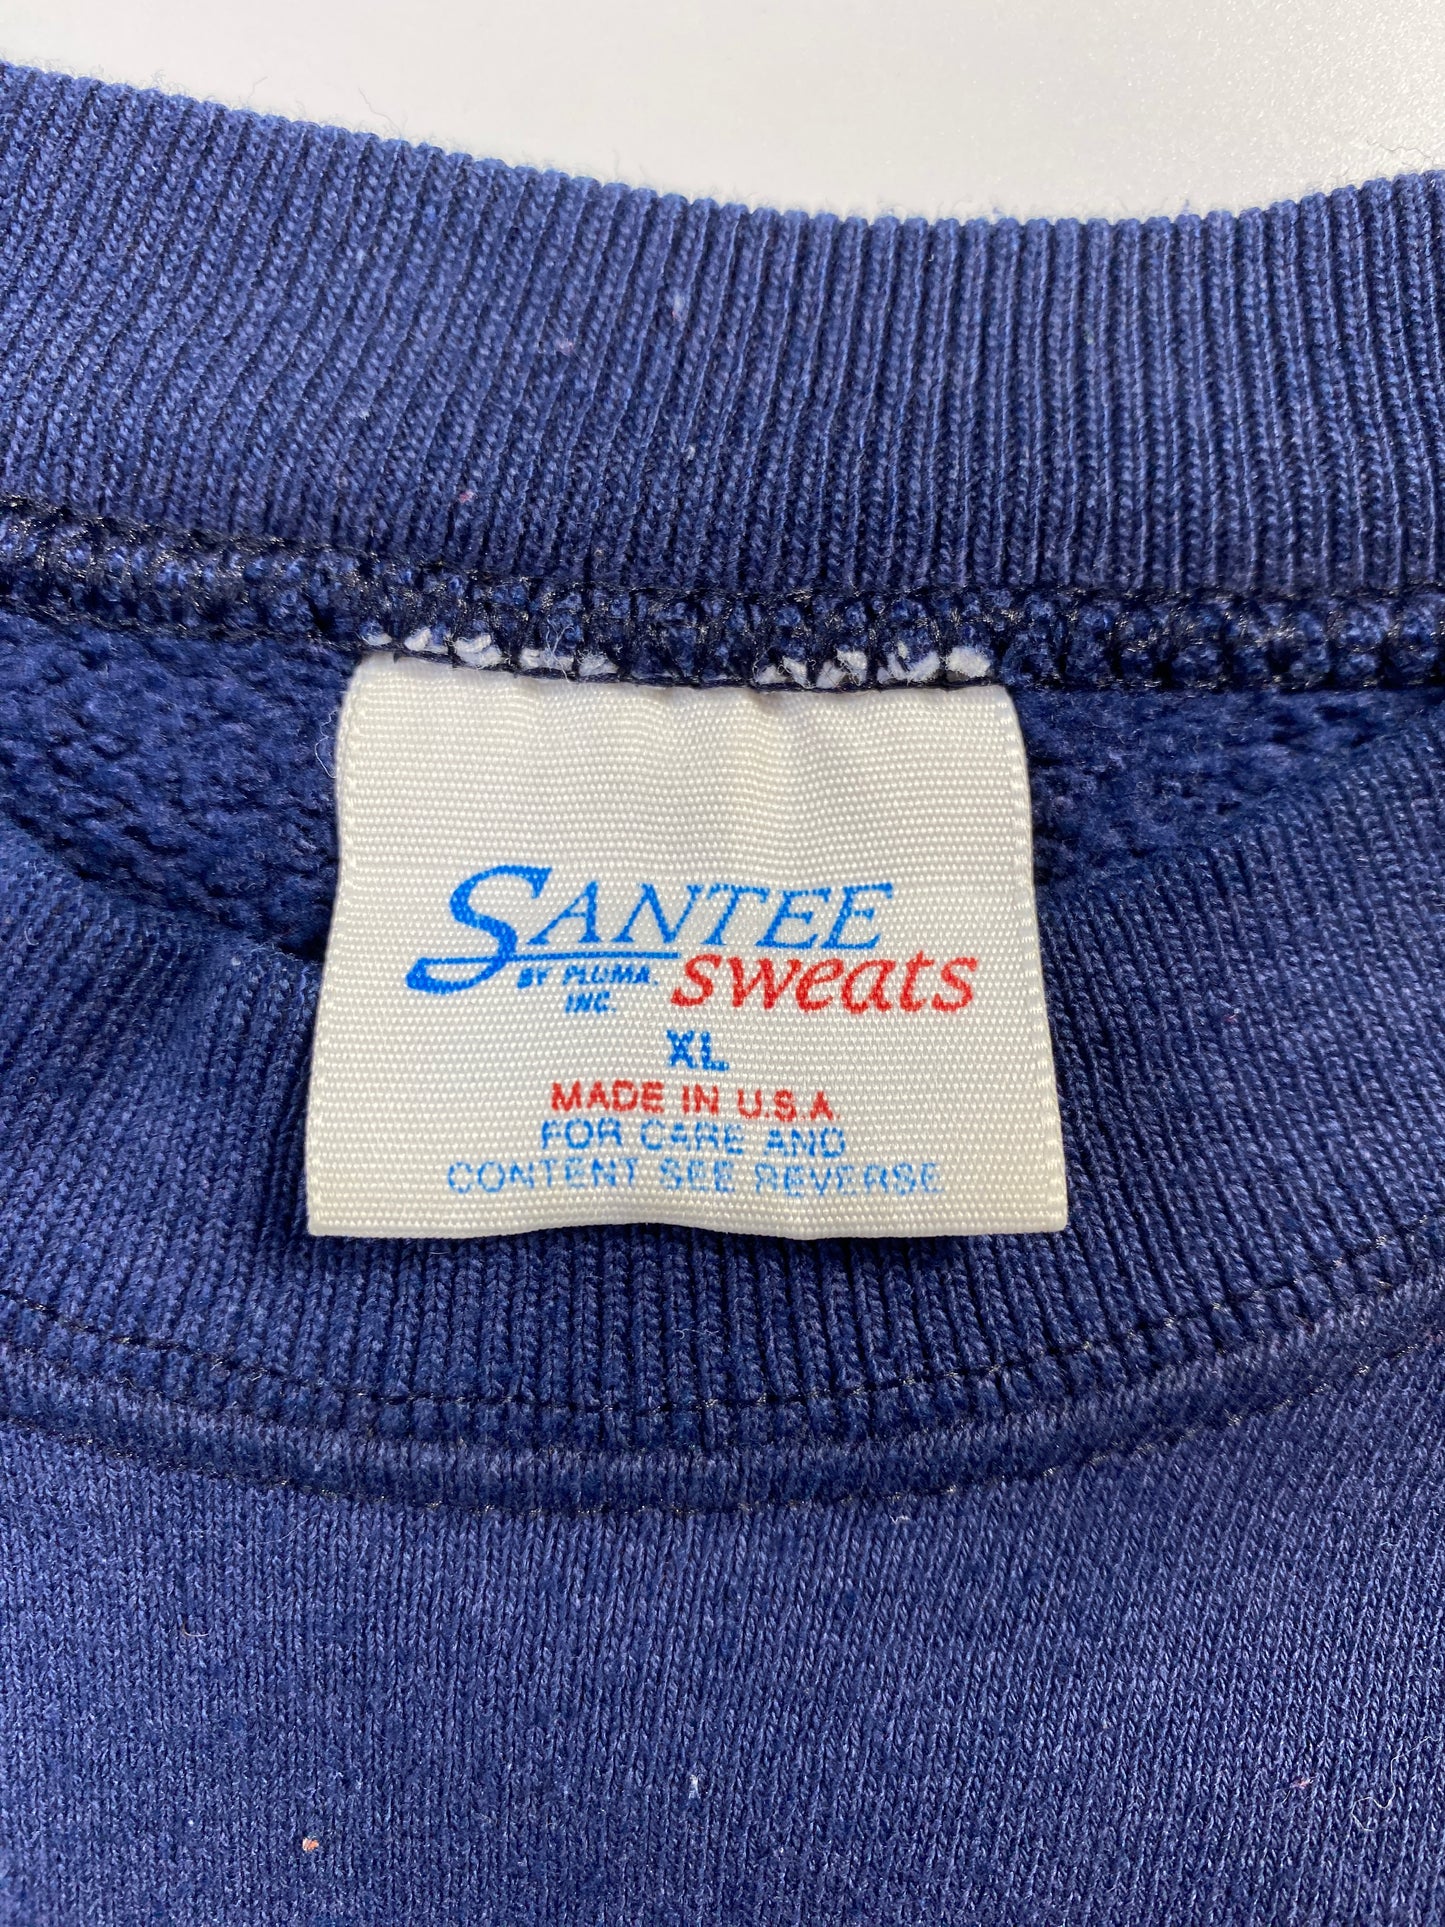 SANTEE
BY PLUMA. sweats
INC.
XL
MADE IN U.S.A.
FOR CARE AND
CONTENT SEE REVERSE